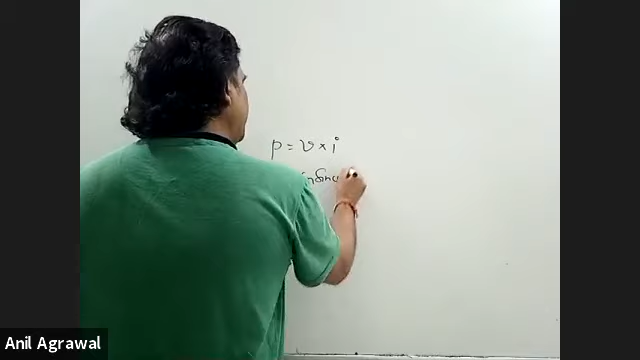 p = v × i
Anil Agrawal